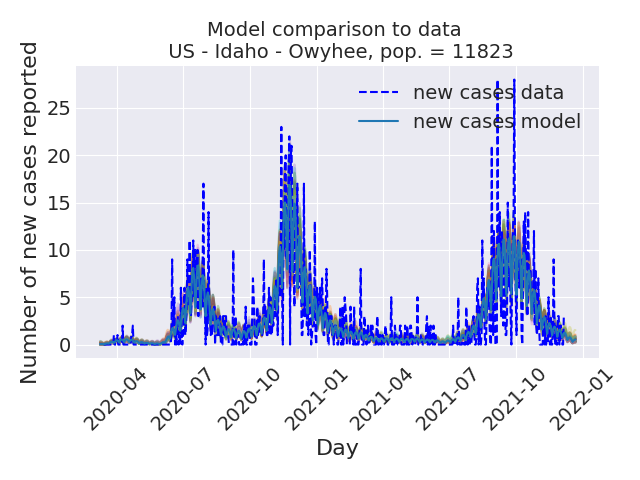 Model comparison to data
US - Idaho - Owyhee, pop. = 11823
new cases data
new cases model
Number of new cases reported
25
20
15
10
5
0
2020-04
2020-07
2020-10
2021-01
2021-04
2021-07
2021-10
2022-01
Day